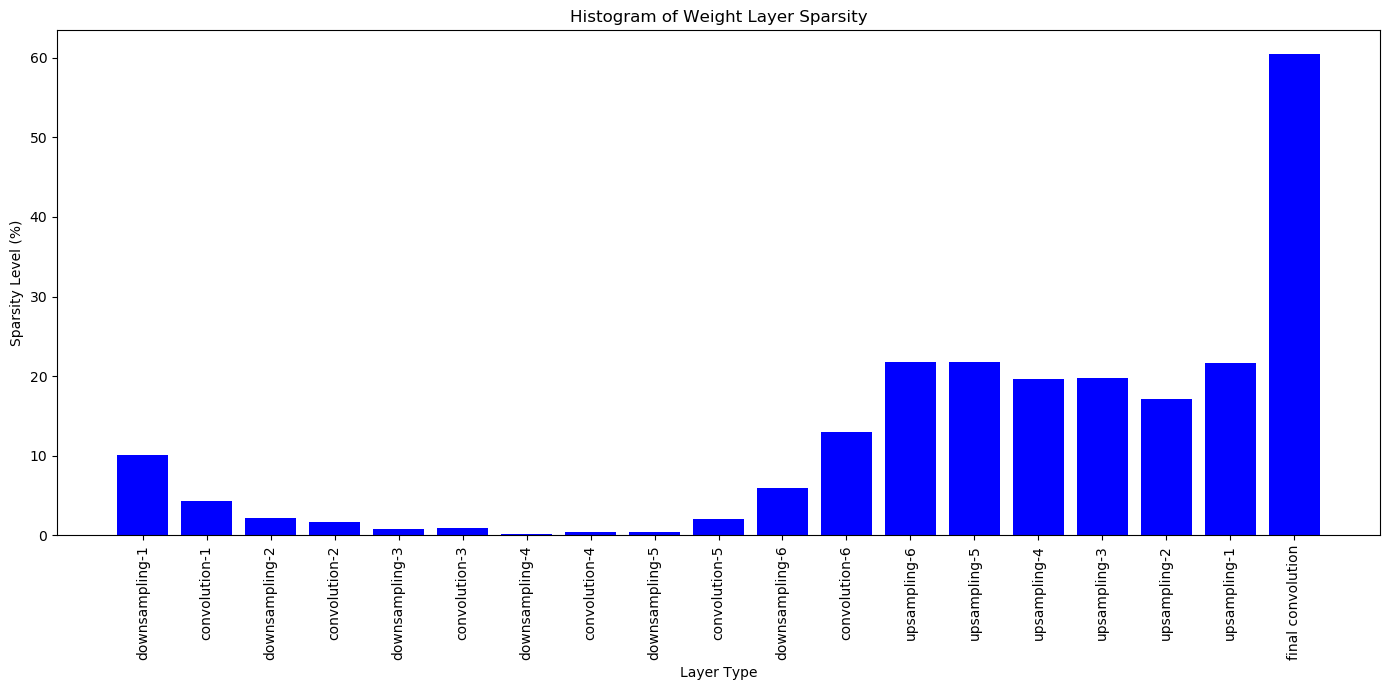 Histogram of Weight Layer Sparsity
Sparsity Level (%)
60
50
40
30
20
10
0
downsampling-1
convolution-1
downsampling-2
convolution-2
downsampling-3
convolution-3
downsampling-4
convolution-4
downsampling-5
convolution-5
downsampling-6
convolution-6
upsampling-6
upsampling-5
upsampling-4
upsampling-3
upsampling-2
upsampling-1
final convolution
Layer Type